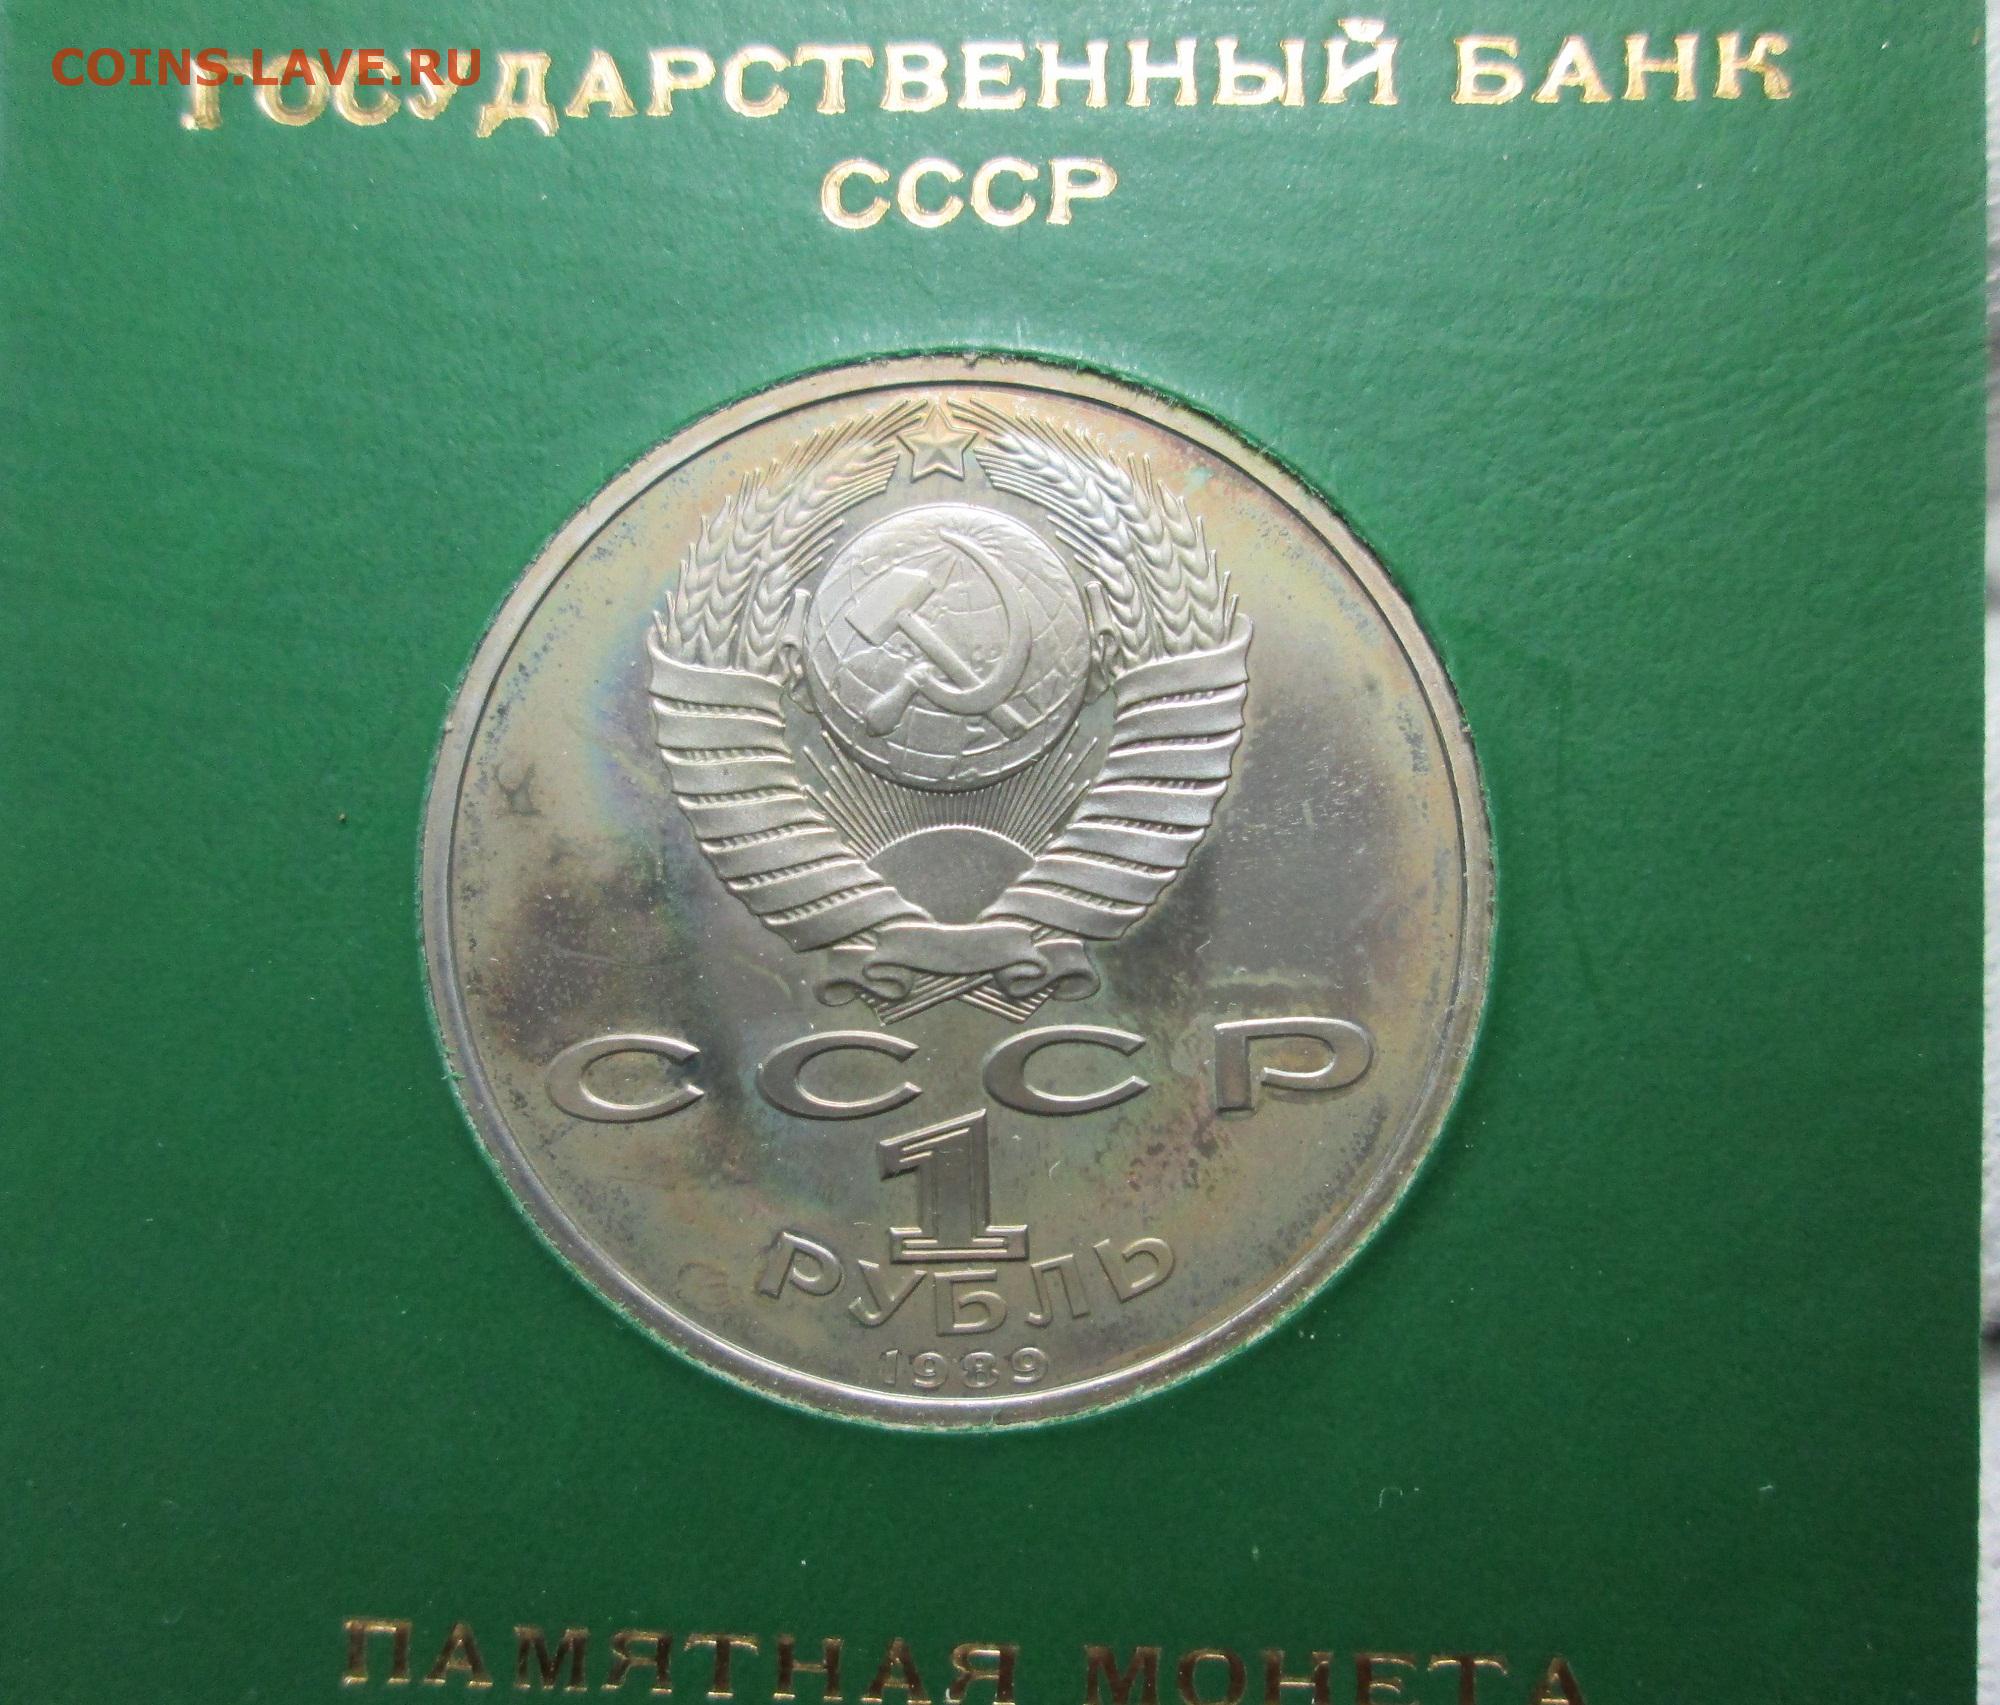 COINS.LAVE.RU
ГОСУДАРСТВЕННЫЙ БАНК
СССР
СССР
1
РУБЛЬ
1989
ПАМЯТНАЯ МОНЕТА